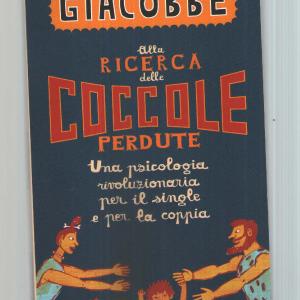 GIACOBBE
Alla
RICERCA
delle
COCCOLE
PERDUTE
Una psicologia
rivoluzionaria
per il single
e per la coppia